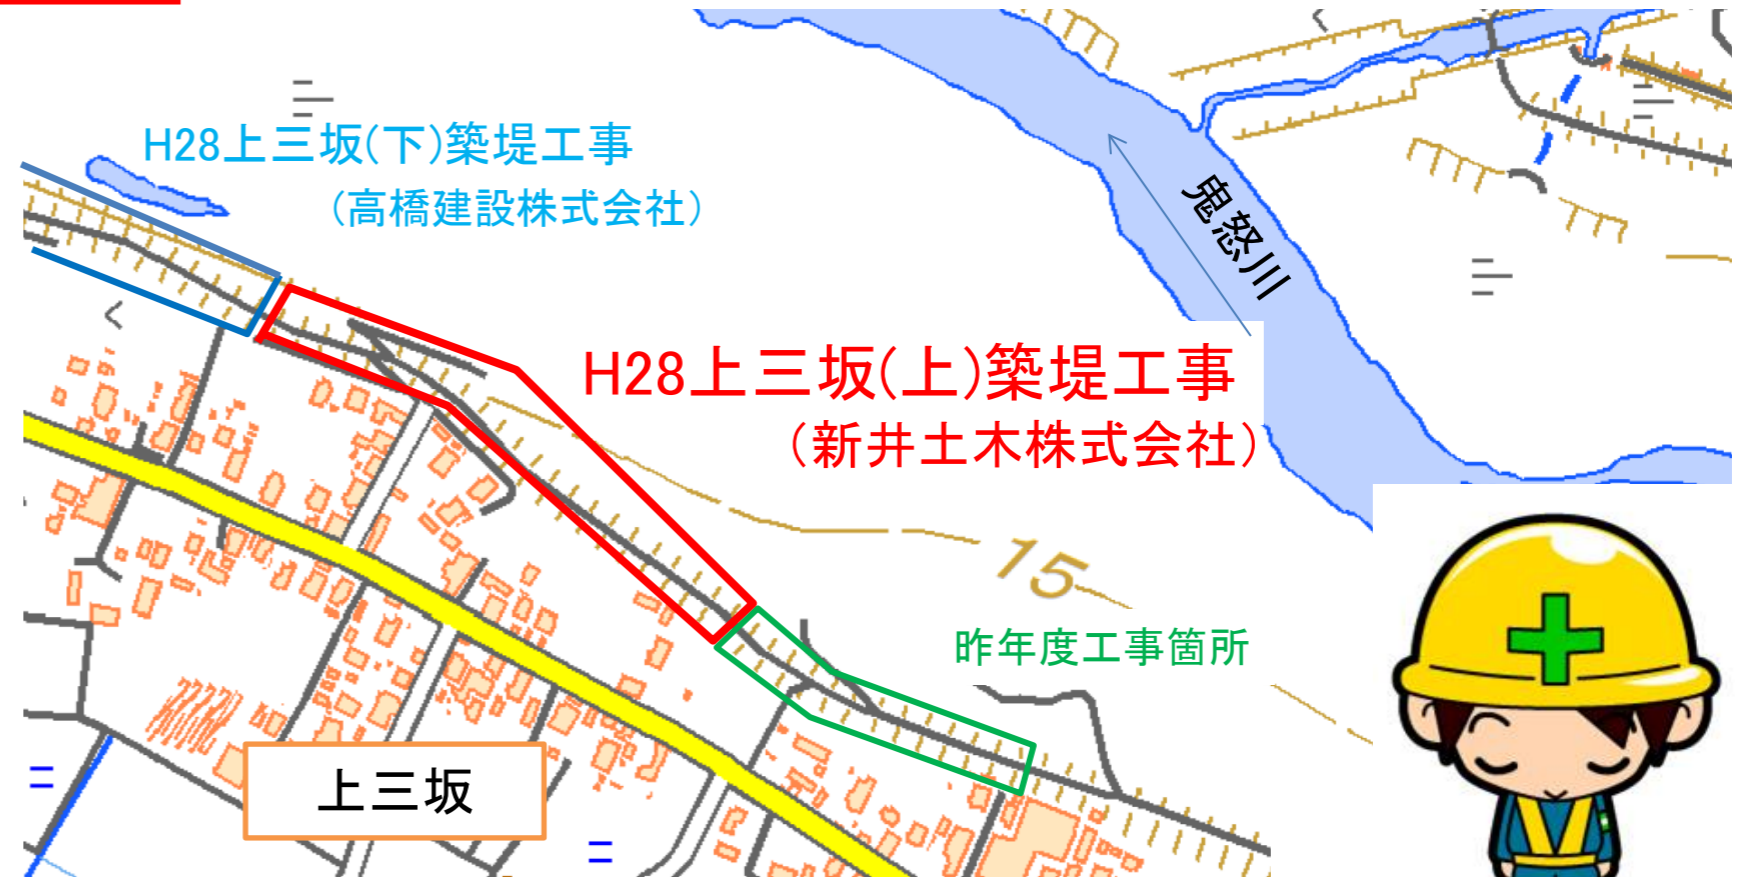 H28上三坂(下)築堤工事
（高橋建設株式会社）
鬼怒川
H28上三坂(上)築堤工事
（新井土木株式会社）
15
昨年度工事箇所
上三坂